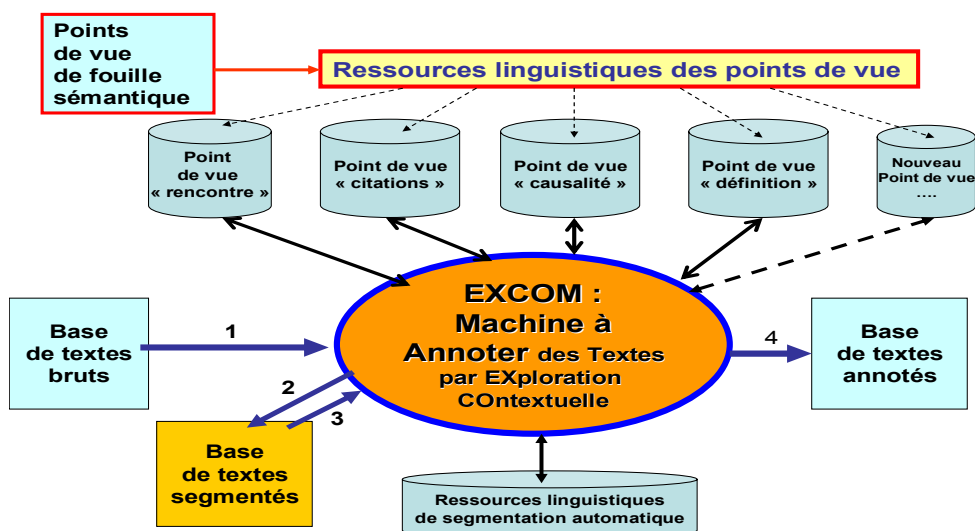 Points
de vue
de fouille
sémantique
Ressources linguistiques des points de vue
Point
de vue
« rencontre »
Point de vue
« citations »
Point de vue
« causalité »
Point de vue
« définition »
Nouveau
Point de vue
....
EXCOM :
Machine à
Annoter des Textes
par EXploration
COntextuelle
Base
de textes
bruts
1
2
3
4
Base
de textes
annotés
Base
de textes
segmentés
Ressources linguistiques
de segmentation automatique